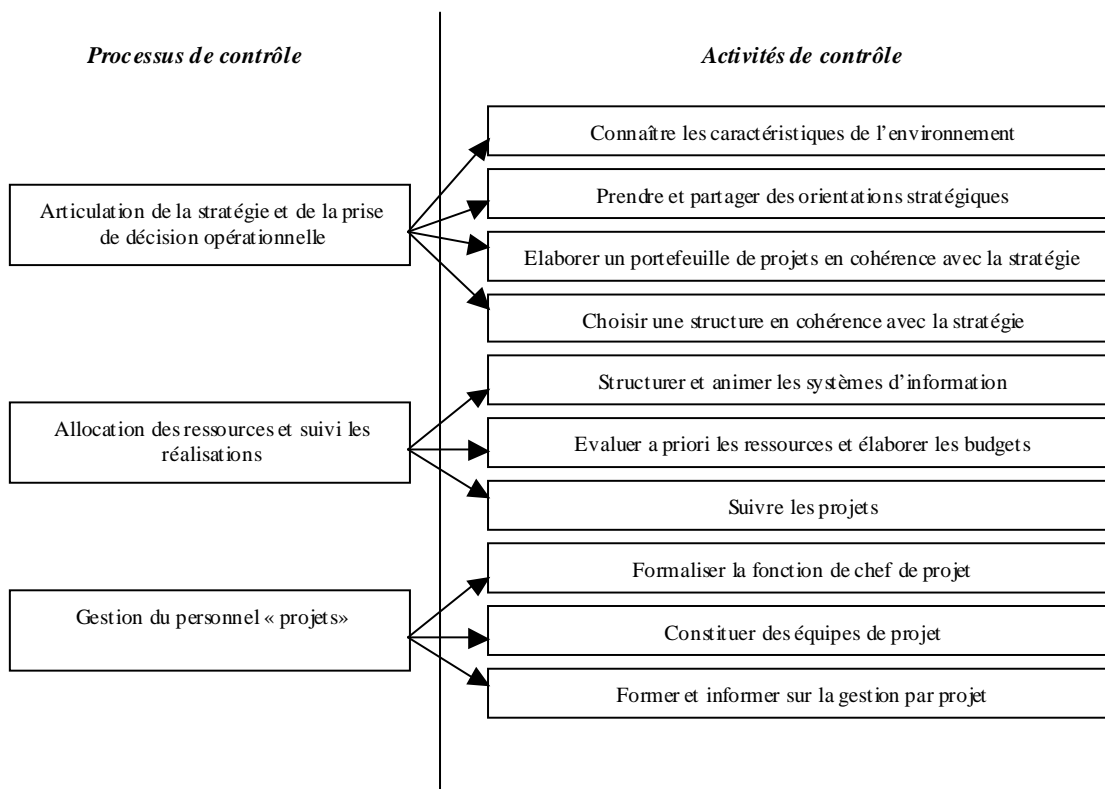 Processus de contrôle
Activités de contrôle
Articulation de la stratégie et de la prise
de décision opérationnelle
Connaître les caractéristiques de l’environnement
Prendre et partager des orientations stratégiques
Elaborer un portefeuille de projets en cohérence avec la stratégie
Choisir une structure en cohérence avec la stratégie
Allocation des ressources et suivi les
réalisations
Structurer et animer les systèmes d’information
Evaluer a priori les ressources et élaborer les budgets
Suivre les projets
Gestion du personnel « projets»
Formaliser la fonction de chef de projet
Constituer des équipes de projet
Former et informer sur la gestion par projet